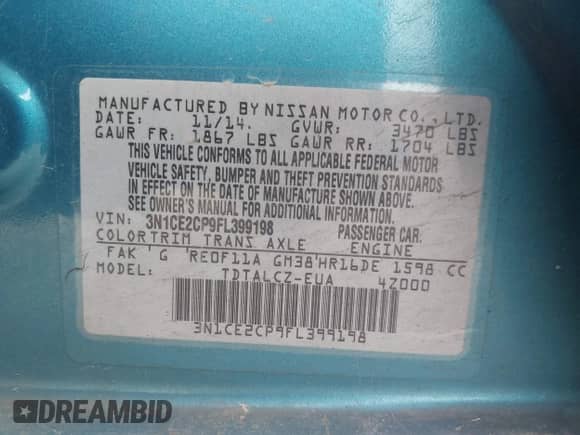 MANUFACTURED BY NISSAN MOTOR CO., LTD.
DATE: 11/14. GVWR: 3470 LBS
GAWR FR: 1867 LBS GAWR RR: 1704 LBS
THIS VEHICLE CONFORMS TO ALL APPLICABLE FEDERAL MOTOR
VEHICLE SAFETY, BUMPER AND THEFT PREVENTION STANDARDS
IN EFFECT ON THE DATE OF MANUFACTURE SHOWN ABOVE.
SEE OWNER'S MANUAL FOR ADDITIONAL INFORMATION.
VIN: 3N1CE2CP9FL399198 PASSENGER CAR.
COLORTRIM TRANS AXLE ENGINE
FAK 'G 'RE0F11A GM38'HR16DE 1598 CC
MODEL: TDTALCZ-EUA 4Z000
3N1CE2CP9FL399198
DREAMBID